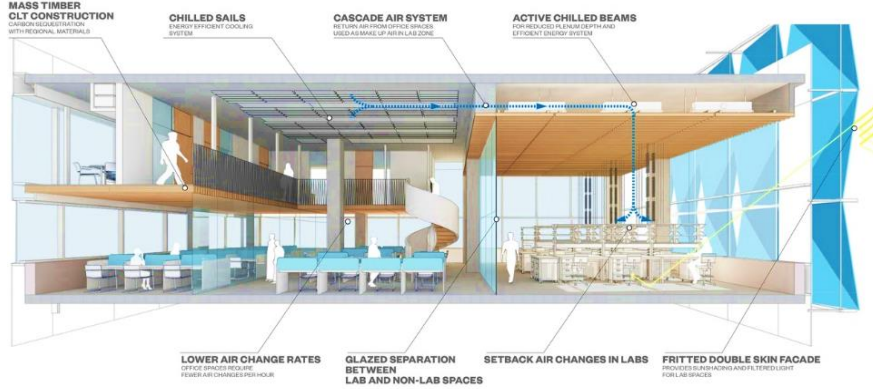 MASS TIMBER
CLT CONSTRUCTION
CARBON SEQUESTRATION
WITH REGIONAL MATERIALS
CHILLED SAILS
ENERGY EFFICIENT COOLING
SYSTEM
CASCADE AIR SYSTEM
RETURN AIR FROM OFFICE SPACES
USED AS MAKE UP AIR IN LAB ZONE
ACTIVE CHILLED BEAMS
FOR REDUCED PLENUM DEPTH AND
EFFICIENT ENERGY SYSTEM
LOWER AIR CHANGE RATES
OFFICE SPACES REQUIRE
FEWER AIR CHANGES PER HOUR
GLAZED SEPARATION
BETWEEN
LAB AND NON-LAB SPACES
SETBACK AIR CHANGES IN LABS
FRITTED DOUBLE SKIN FACADE
PROVIDES SUNSHADING AND FILTERED LIGHT
FOR LAB SPACES